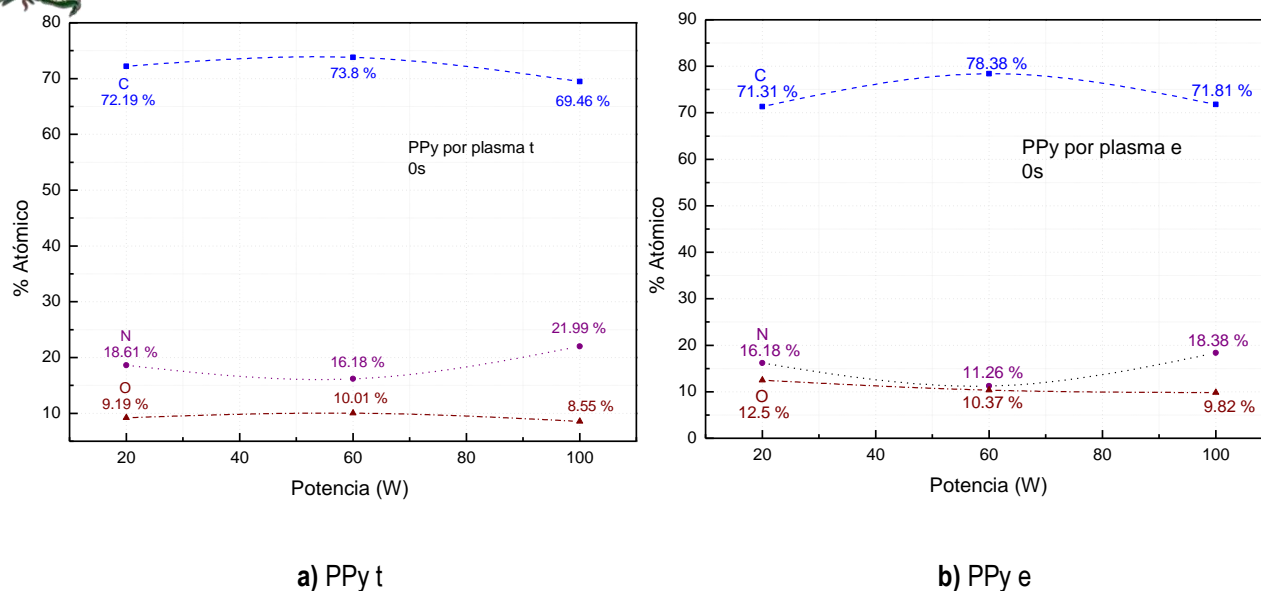 80
70
60
50
40
30
20
10
% Atómico
C
72.19 %
73.8 %
69.46 %
PPy por plasma t
0s
N
18.61 %
16.18 %
21.99 %
O
9.19 %
10.01 %
8.55 %
20 40 60 80 100
Potencia (W)
a) PPy t
90
80
70
60
50
40
30
20
10
0
% Atómico
C
71.31 %
78.38 %
71.81 %
PPy por plasma e
0s
N
16.18 %
11.26 %
18.38 %
O
12.5 %
10.37 %
9.82 %
20 40 60 80 100
Potencia (W)
b) PPy e